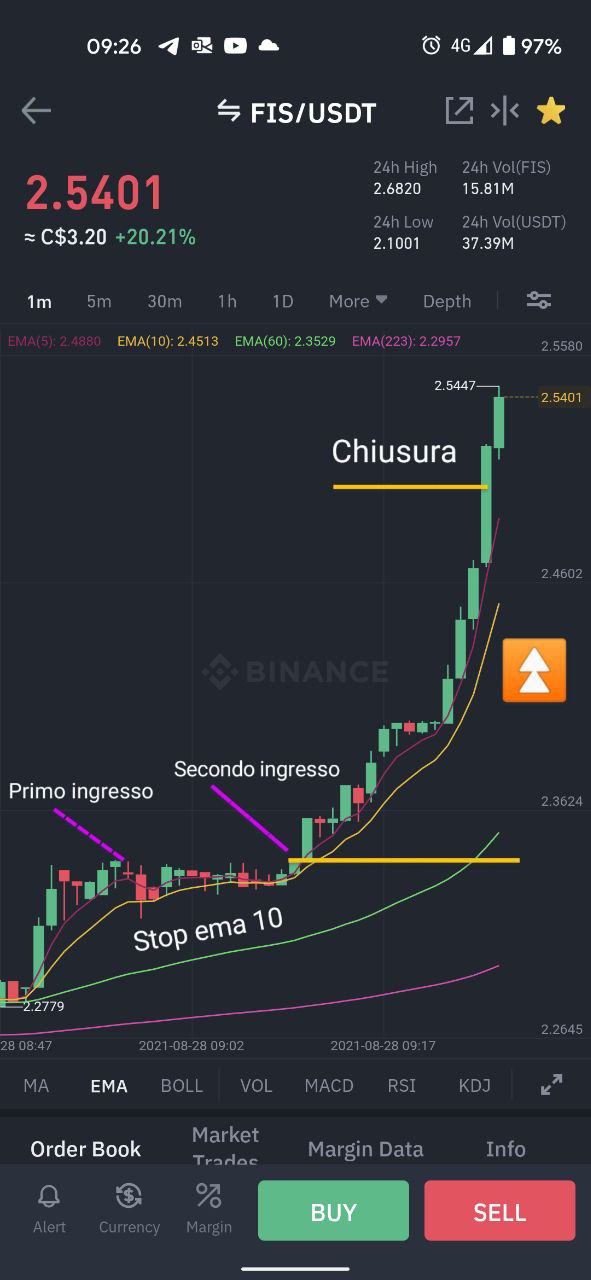 09:26
4G 97%
FIS/USDT
2.5401
≈ C$3.20 +20.21%
24h High
2.6820
24h Vol(FIS)
15.81M
24h Low
2.1001
24h Vol(USDT)
37.39M
1m 5m 30m 1h 1D More Depth
EMA(5): 2.4880 EMA(10): 2.4513 EMA(60): 2.3529 EMA(223): 2.2957
2.5580
2.5447
2.5401
Chiusura
2.4602
BINANCE
Secondo ingresso
Primo ingresso
2.3624
Stop ema 10
2.2779
2.2645
28 08:47 2021-08-28 09:02 2021-08-28 09:17
MA EMA BOLL VOL MACD RSI KDJ
Order Book
Market
Trades
Margin Data
Info
Alert
Currency
Margin
BUY
SELL